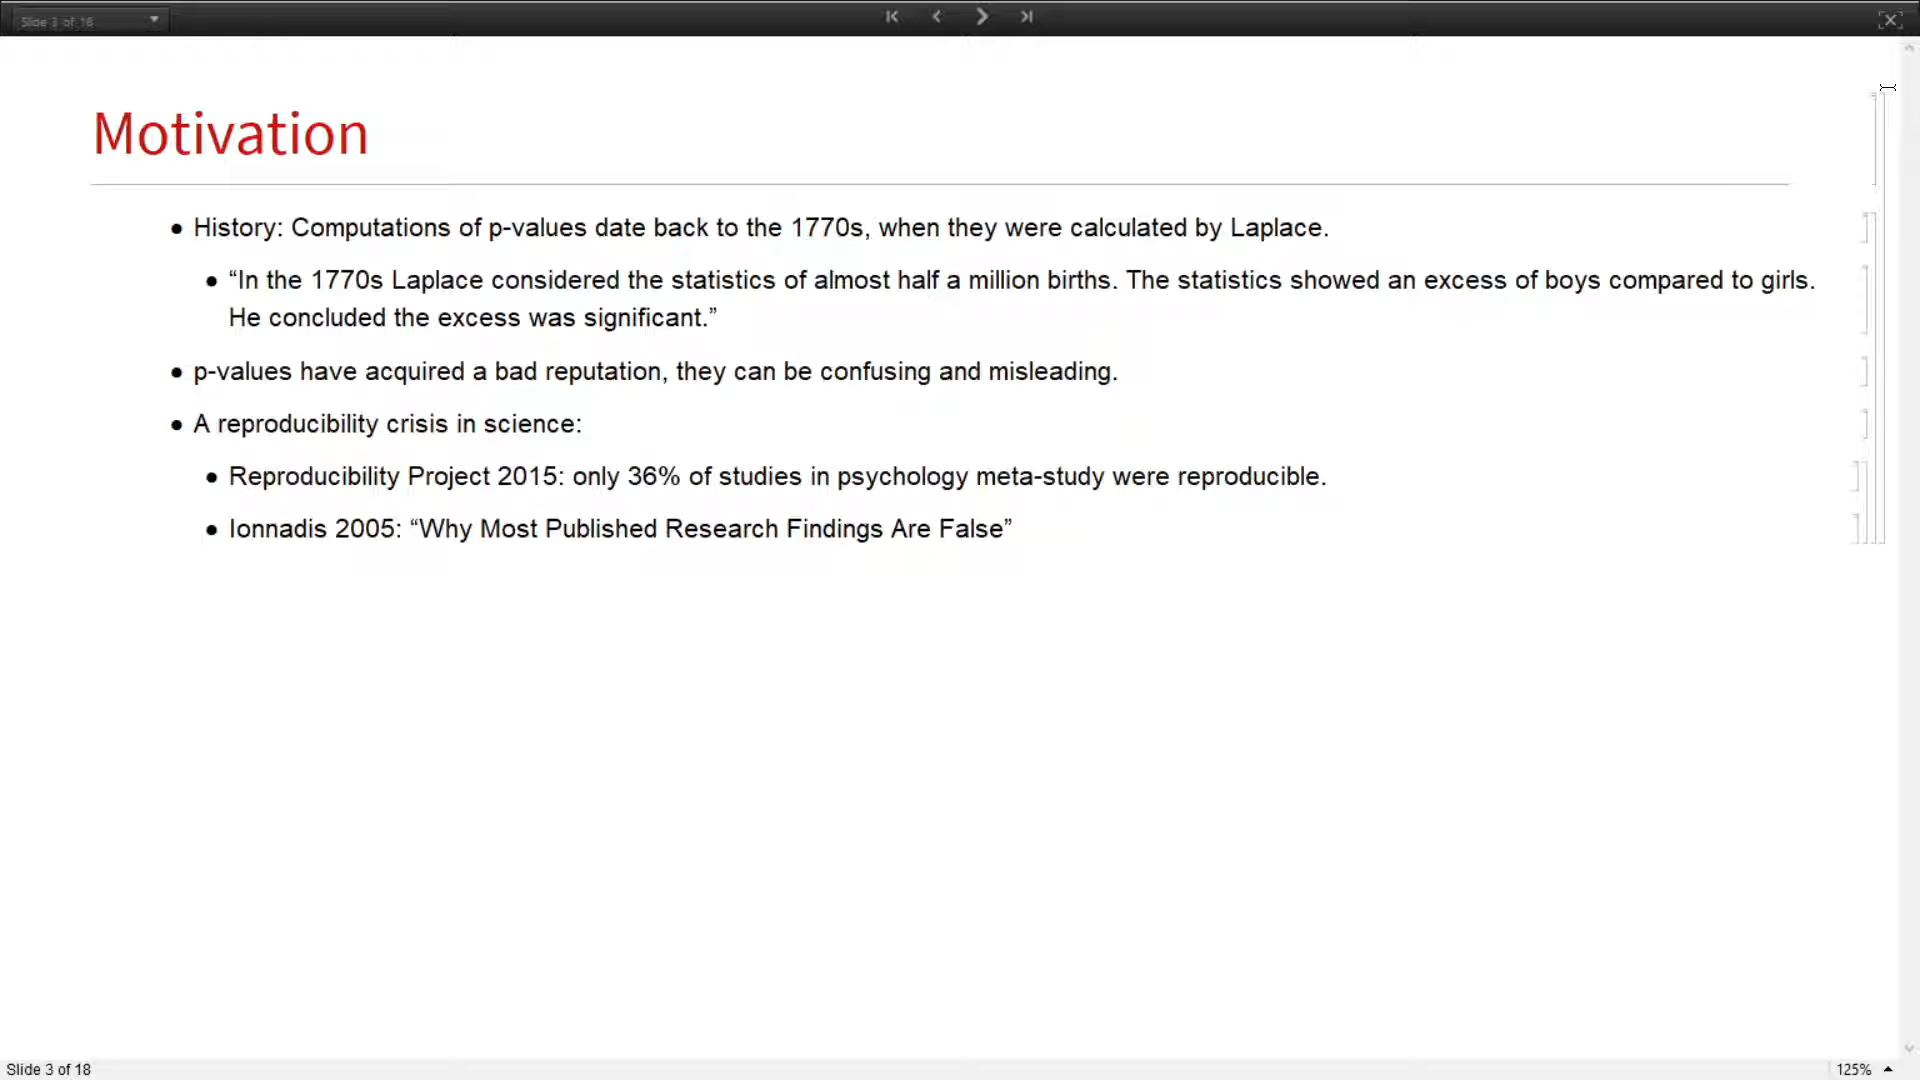 Slide 3 of 18
Motivation
• History: Computations of p-values date back to the 1770s, when they were calculated by Laplace.
• “In the 1770s Laplace considered the statistics of almost half a million births. The statistics showed an excess of boys compared to girls.
He concluded the excess was significant.”
• p-values have acquired a bad reputation, they can be confusing and misleading.
• A reproducibility crisis in science:
• Reproducibility Project 2015: only 36% of studies in psychology meta-study were reproducible.
• Ionnadis 2005: “Why Most Published Research Findings Are False”
Slide 3 of 18
125%